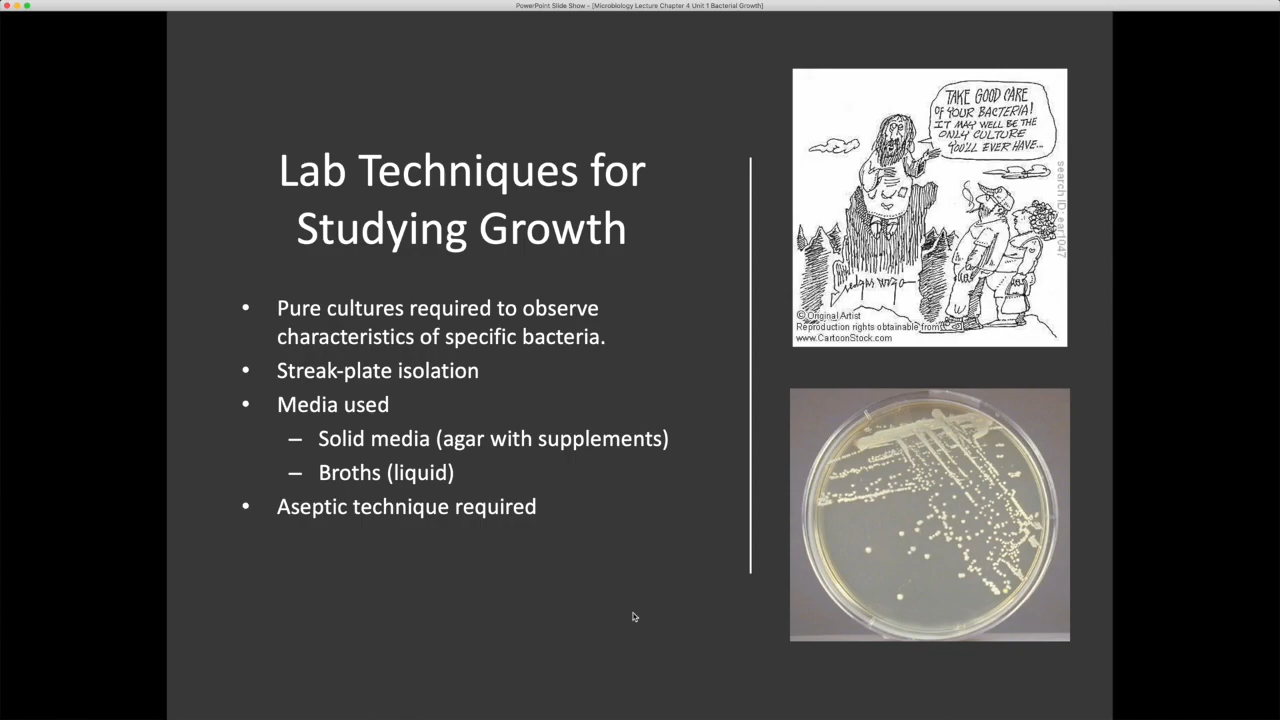 PowerPoint Slide Show - [Microbiology Lecture Chapter 4 Unit 1 Bacterial Growth]
Lab Techniques for
Studying Growth
• Pure cultures required to observe
characteristics of specific bacteria.
• Streak-plate isolation
• Media used
– Solid media (agar with supplements)
– Broths (liquid)
• Aseptic technique required
TAKE GOOD CARE
OF YOUR BACTERIA!
IT MAY WELL BE THE
ONLY CULTURE
YOU'LL EVER HAVE...
search ID: ear1047
© Original Artist
Reproduction rights obtainable from
www.CartoonStock.com